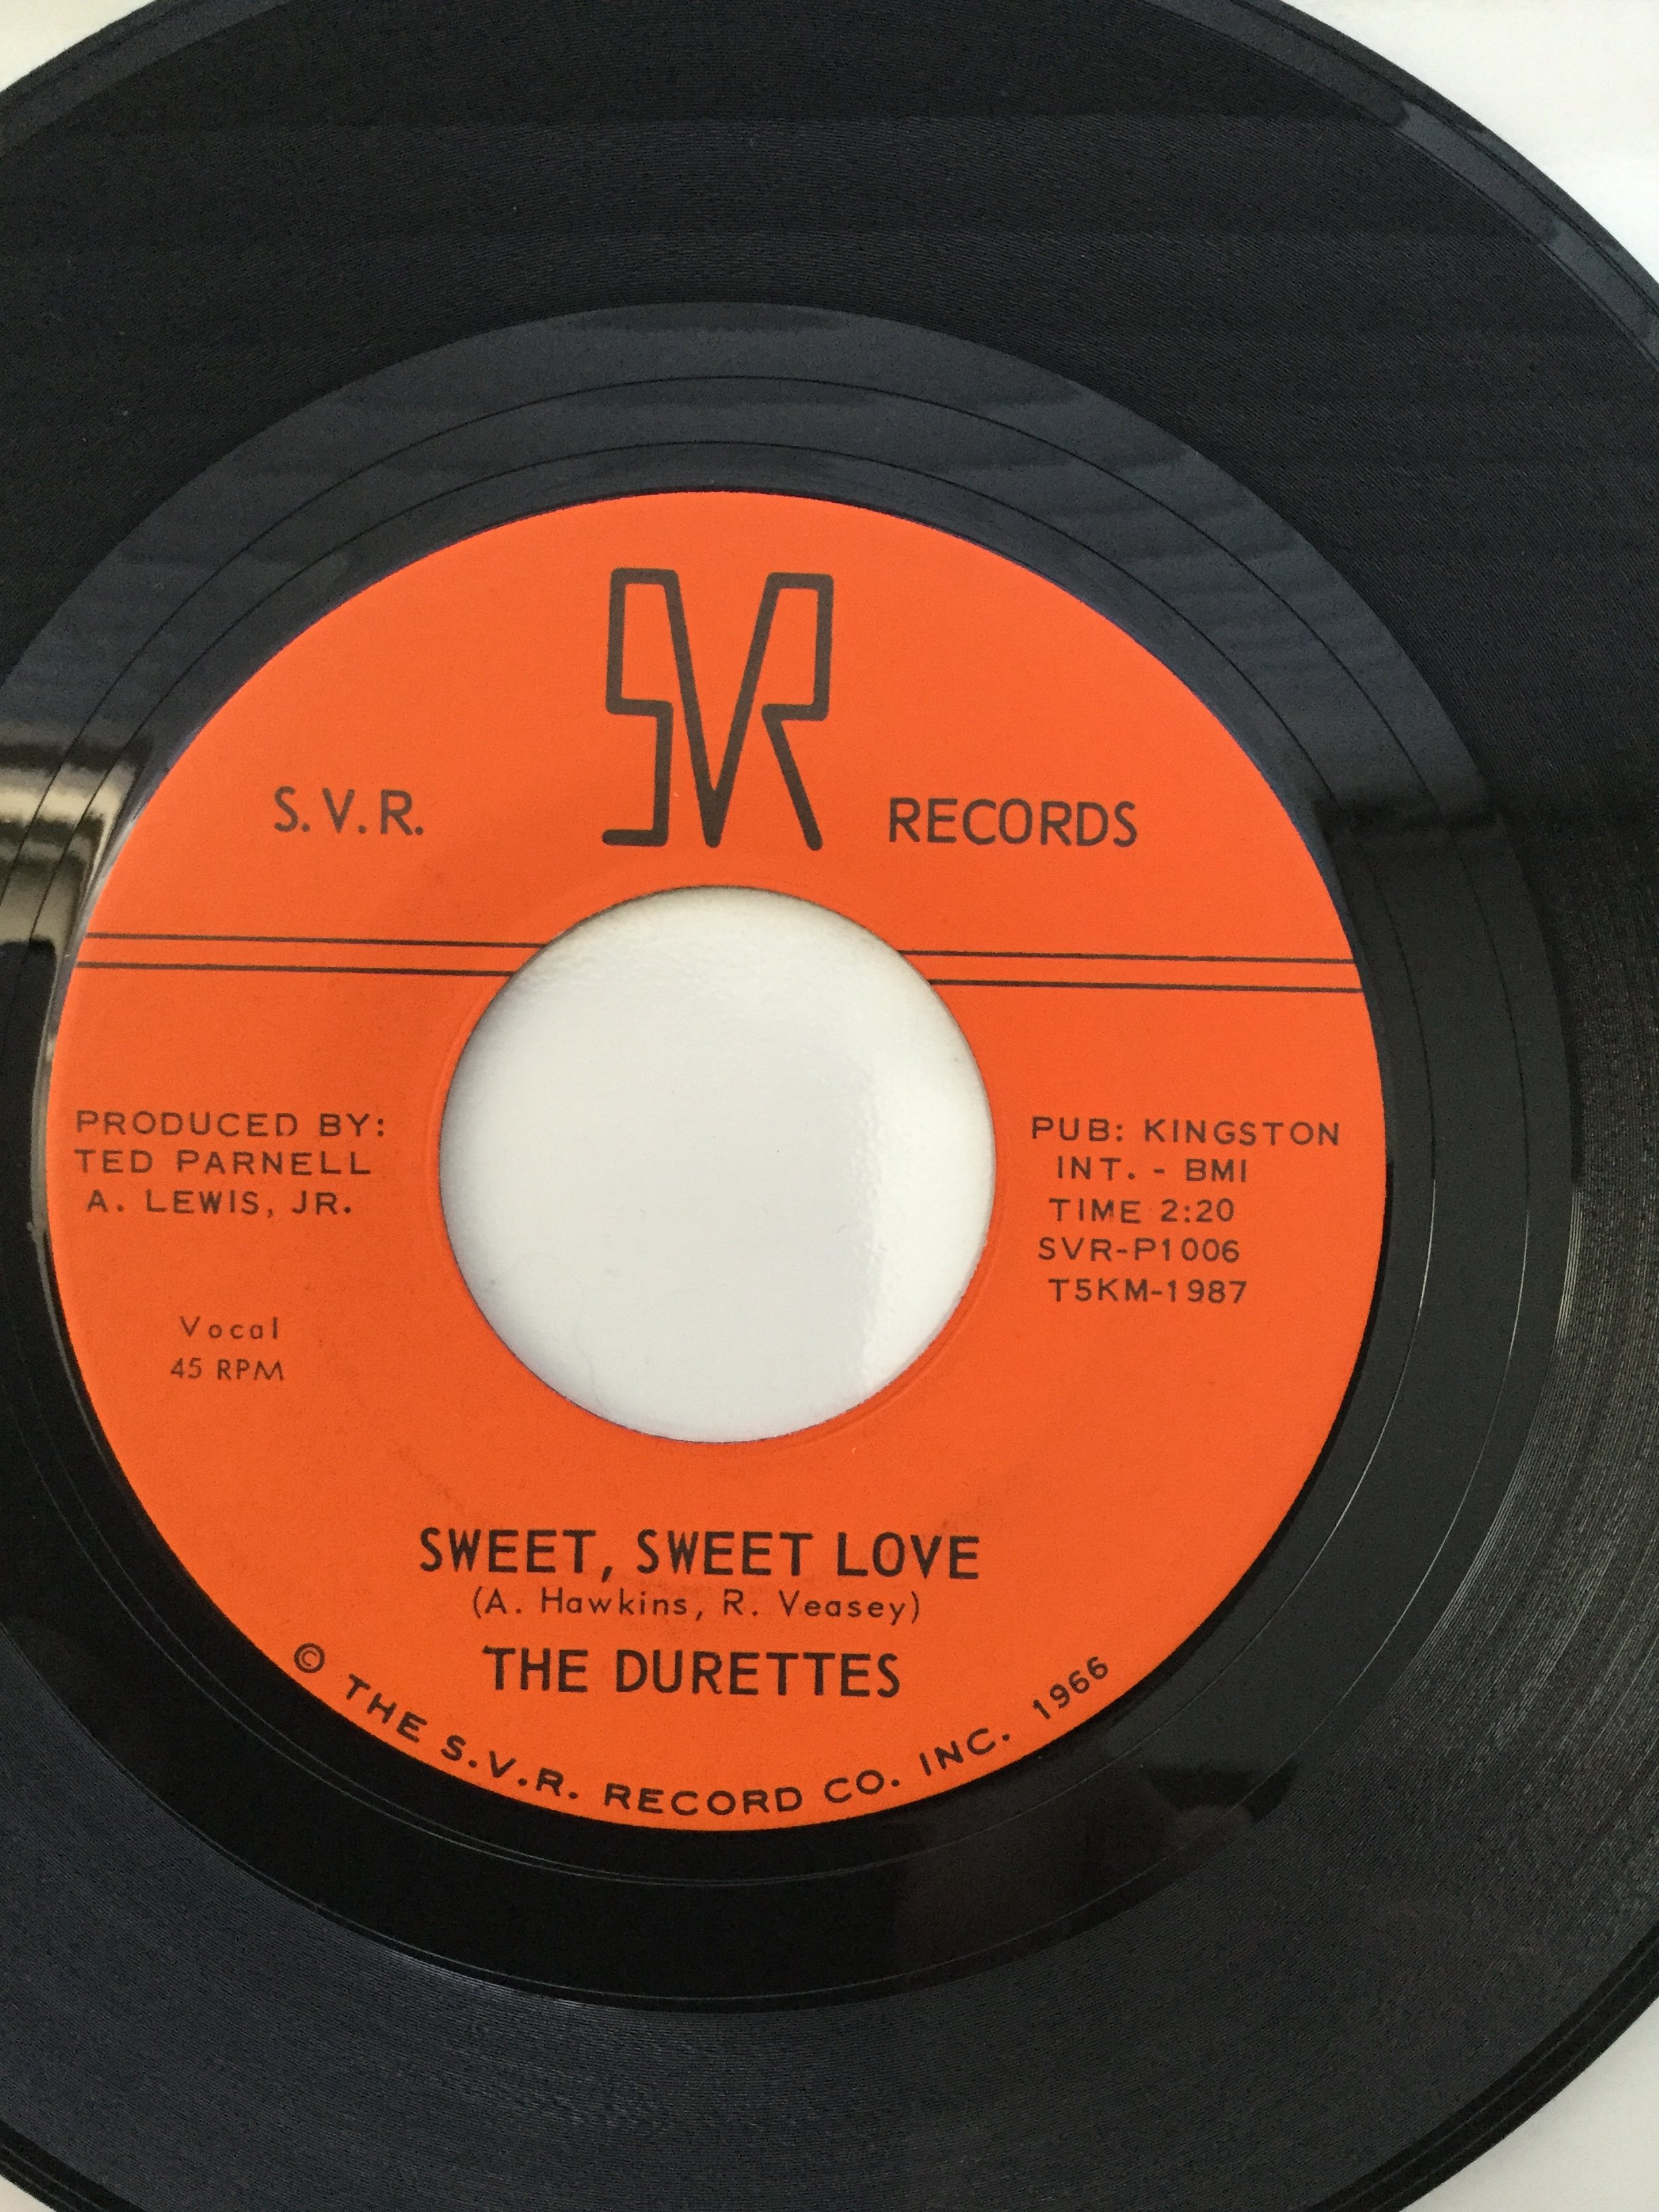 SVR
S.V.R. RECORDS
PRODUCED BY:
TED PARNELL
A. LEWIS, JR.
Vocal
45 RPM
PUB: KINGSTON
INT. - BMI
TIME 2:20
SVR-P1006
T5KM-1987
SWEET, SWEET LOVE
(A. Hawkins, R. Veasey)
THE DURETTES
© THE S.V.R. RECORD CO. INC. 1966